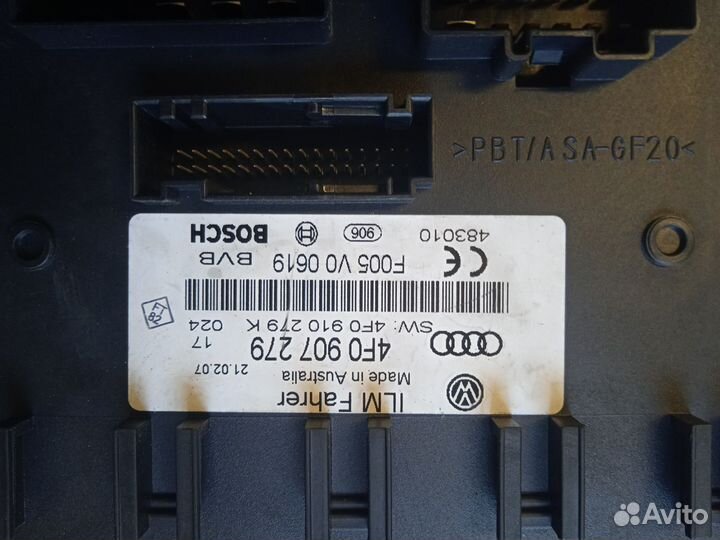 >PBT/ASA-GF20<
ILM Fahrer
Made in Australia
21.02.07
4F0 907 279
17
SW: 4F0 910 279 K 024
F005 V0 0619
BVB
CE
483010
906
BOSCH
Avito